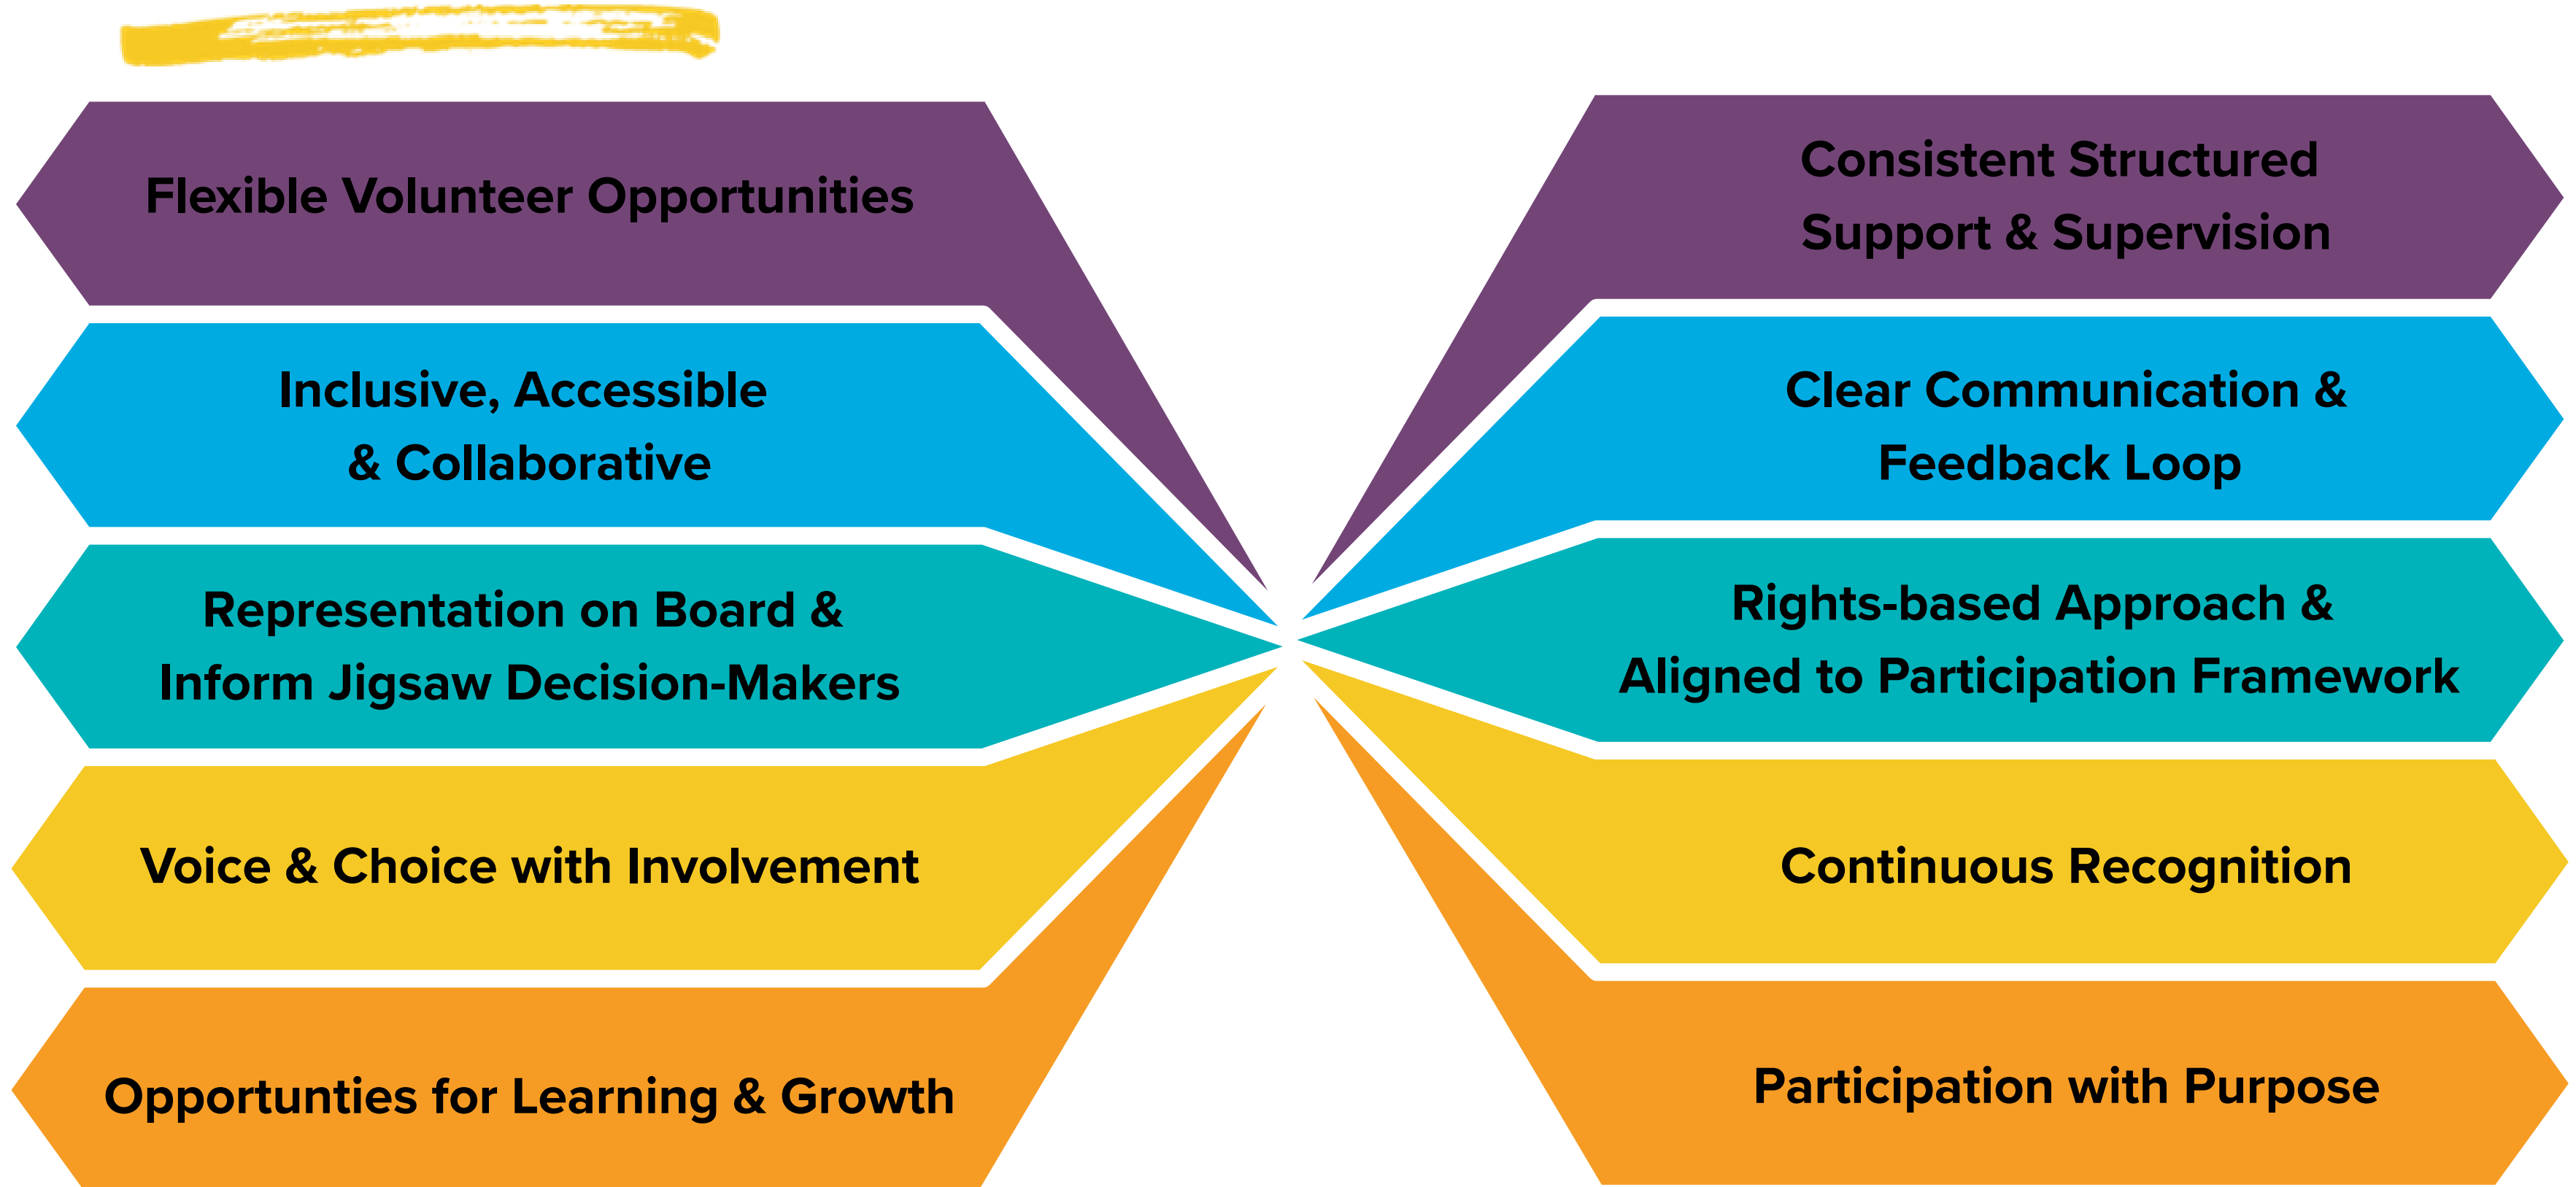 Flexible Volunteer Opportunities
Inclusive, Accessible
& Collaborative
Representation on Board &
Inform Jigsaw Decision-Makers
Voice & Choice with Involvement
Opportunties for Learning & Growth
Consistent Structured
Support & Supervision
Clear Communication &
Feedback Loop
Rights-based Approach &
Aligned to Participation Framework
Continuous Recognition
Participation with Purpose